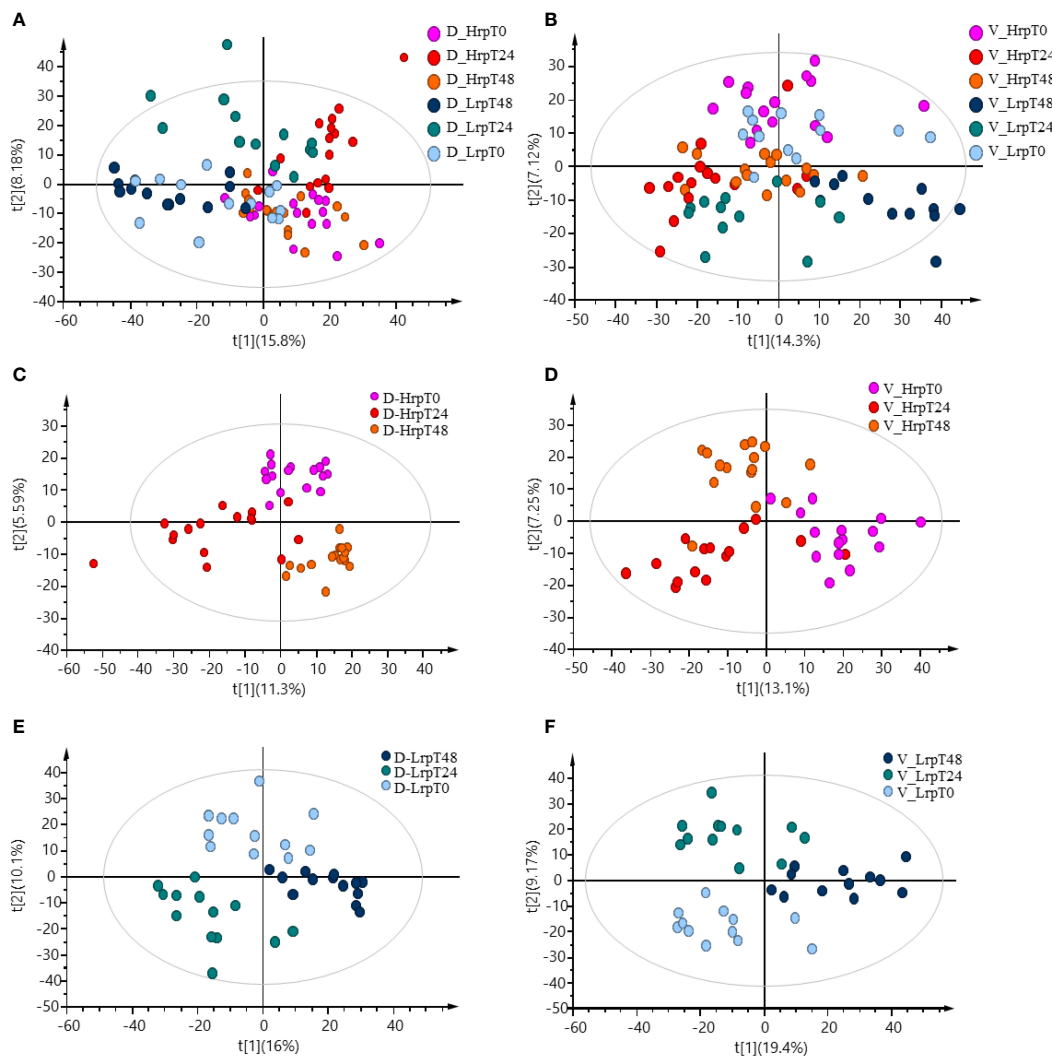 A
D_HrpT0
D_HrpT24
D_HrpT48
D_LrpT48
D_LrpT24
D_LrpT0
t[2](8.18%)
40
30
20
10
0
-10
-20
-30
-40
-60 -40 -20 0 20 40
t[1](15.8%)
B
V_HrpT0
V_HrpT24
V_HrpT48
V_LrpT48
V_LrpT24
V_LrpT0
t[2](7.12%)
40
30
20
10
0
-10
-20
-30
-50 -40 -30 -20 -10 0 10 20 30 40
t[1](14.3%)
C
D-HrpT0
D-HrpT24
D-HrpT48
t[2](5.59%)
30
20
10
0
-10
-20
-30
-40
-60 -50 -40 -30 -20 -10 0 10 20 30 40
t[1](11.3%)
D
V_HrpT0
V_HrpT24
V_HrpT48
t[2](7.25%)
30
20
10
0
-10
-20
-30
-40
-50 -40 -30 -20 -10 0 10 20 30 40
t[1](13.1%)
E
D-LrpT48
D-LrpT24
D-LrpT0
t[2](10.1%)
40
30
20
10
0
-10
-20
-30
-40
-50
-60 -40 -20 0 20 40
t[1](16%)
F
V_LrpT48
V_LrpT24
V_LrpT0
t[2](9.17%)
40
30
20
10
0
-10
-20
-30
-40
-50
-60 -40 -20 0 20 40
t[1](19.4%)